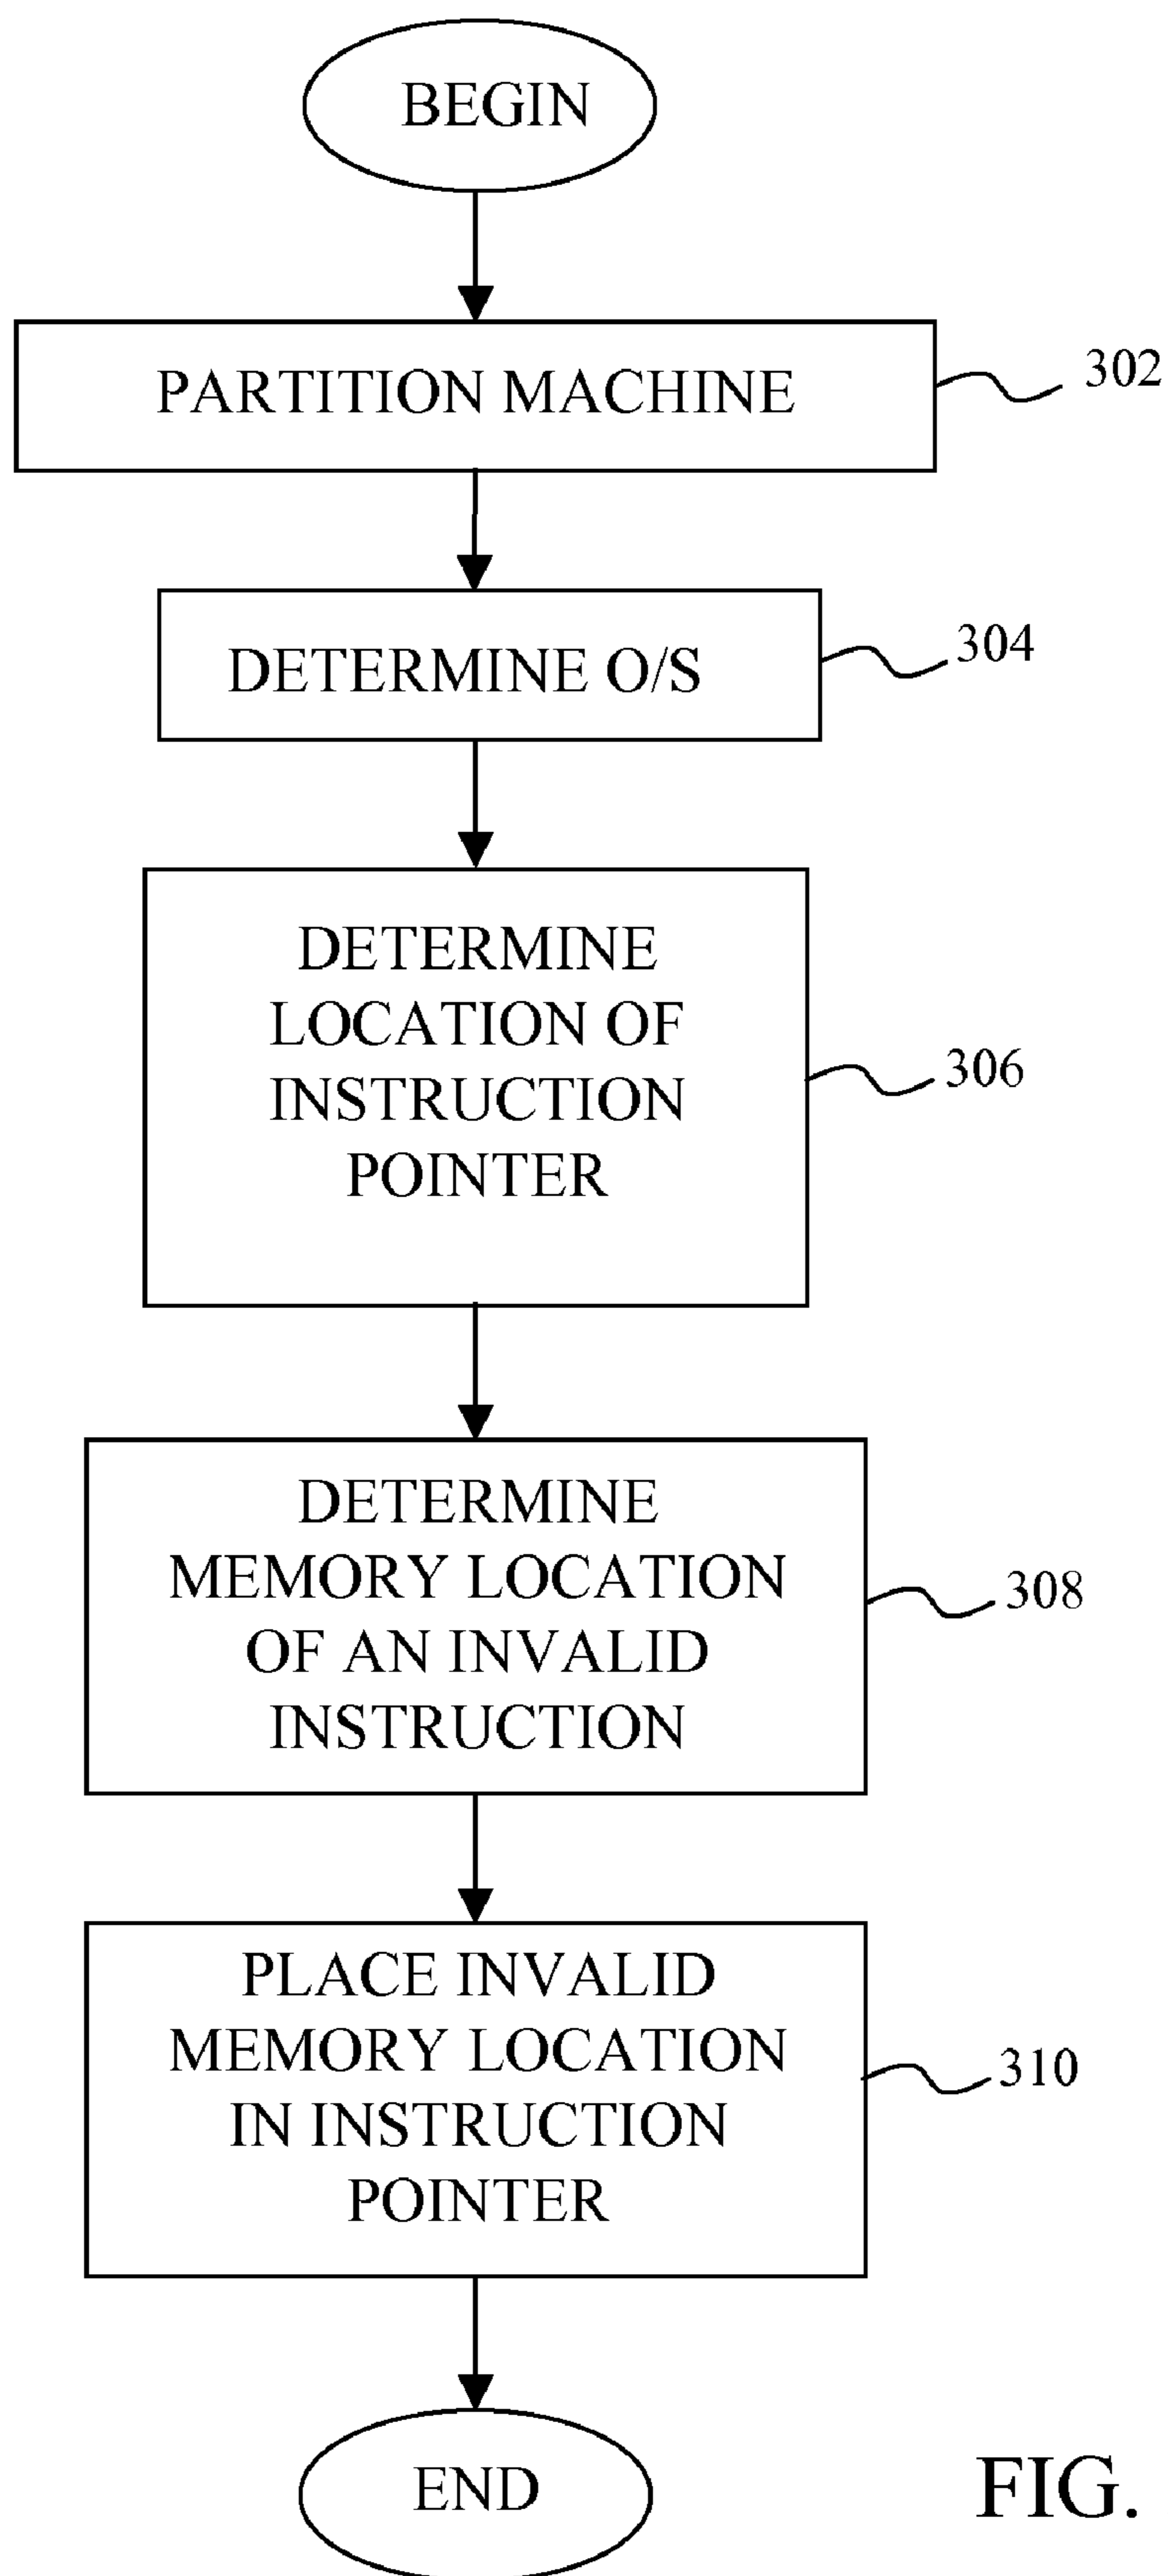 BEGIN
PARTITION MACHINE
302
DETERMINE O/S
304
DETERMINE
LOCATION OF
INSTRUCTION
POINTER
306
DETERMINE
MEMORY LOCATION
OF AN INVALID
INSTRUCTION
308
PLACE INVALID
MEMORY LOCATION
IN INSTRUCTION
POINTER
310
END
FIG.